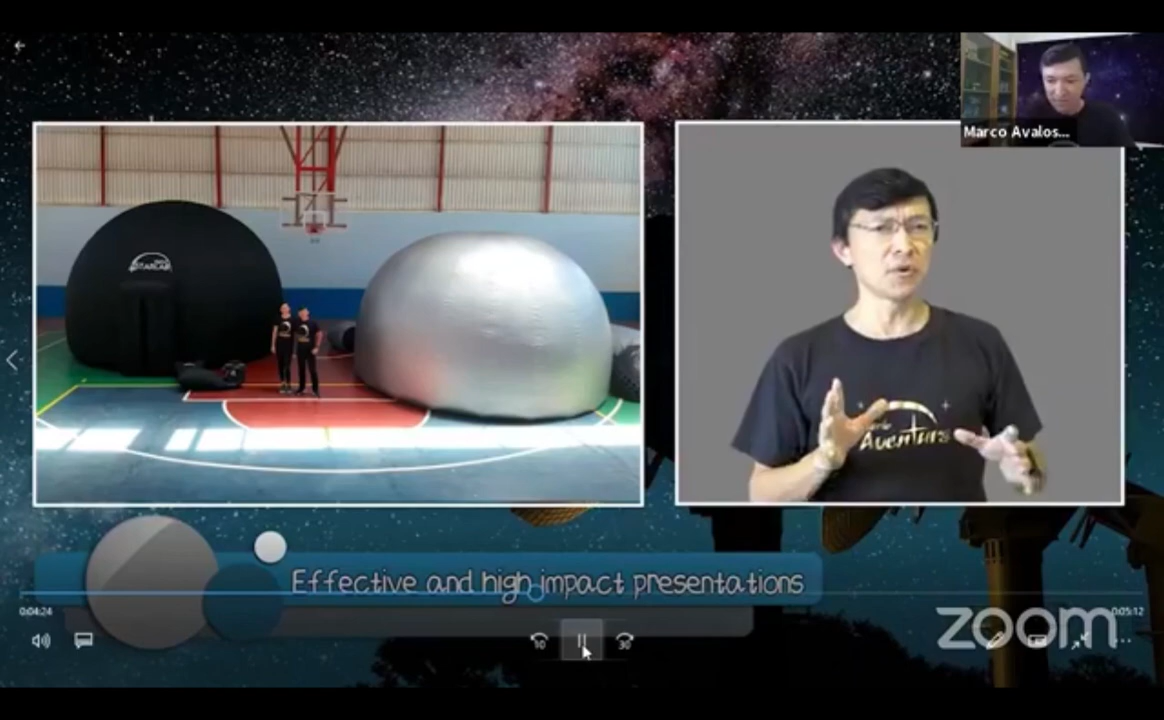 Marco Avalos...
STARLAB
Aventura
Effective and high impact presentations
0:04:24
0:05:12
10
30
zoom